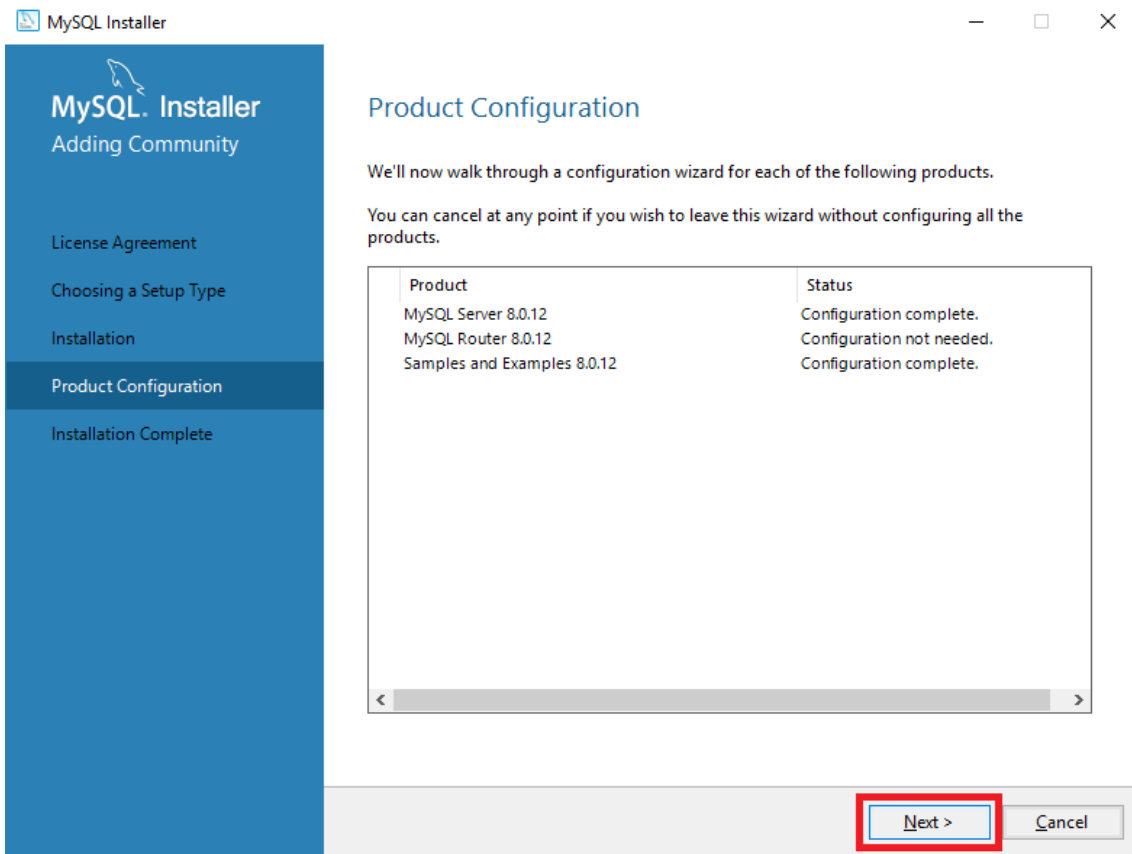 MySQL Installer
MySQL. Installer
Adding Community
License Agreement
Choosing a Setup Type
Installation
Product Configuration
Installation Complete
Product Configuration
We'll now walk through a configuration wizard for each of the following products.
You can cancel at any point if you wish to leave this wizard without configuring all the
products.
Product Status
MySQL Server 8.0.12 Configuration complete.
MySQL Router 8.0.12 Configuration not needed.
Samples and Examples 8.0.12 Configuration complete.
Next > Cancel